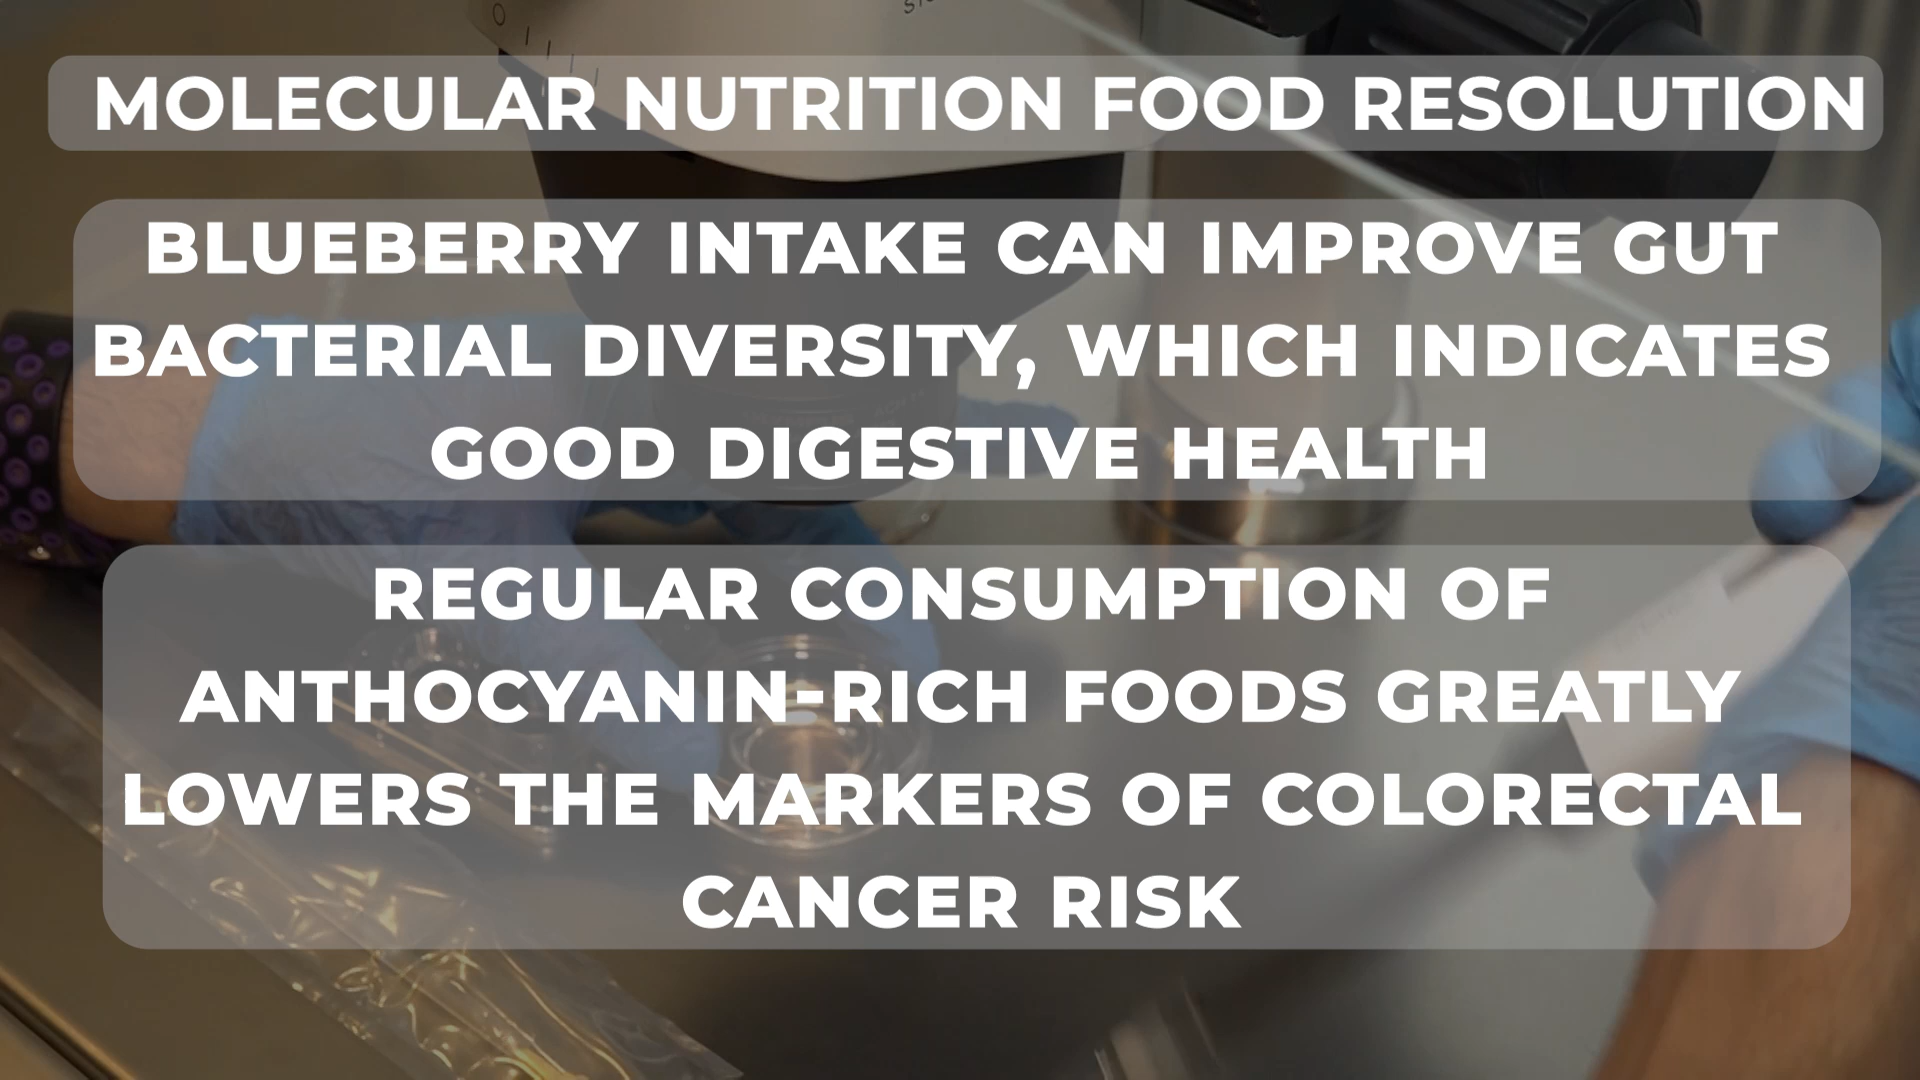 MOLECULAR NUTRITION FOOD RESOLUTION
BLUEBERRY INTAKE CAN IMPROVE GUT
BACTERIAL DIVERSITY, WHICH INDICATES
GOOD DIGESTIVE HEALTH
REGULAR CONSUMPTION OF
ANTHOCYANIN-RICH FOODS GREATLY
LOWERS THE MARKERS OF COLORECTAL
CANCER RISK